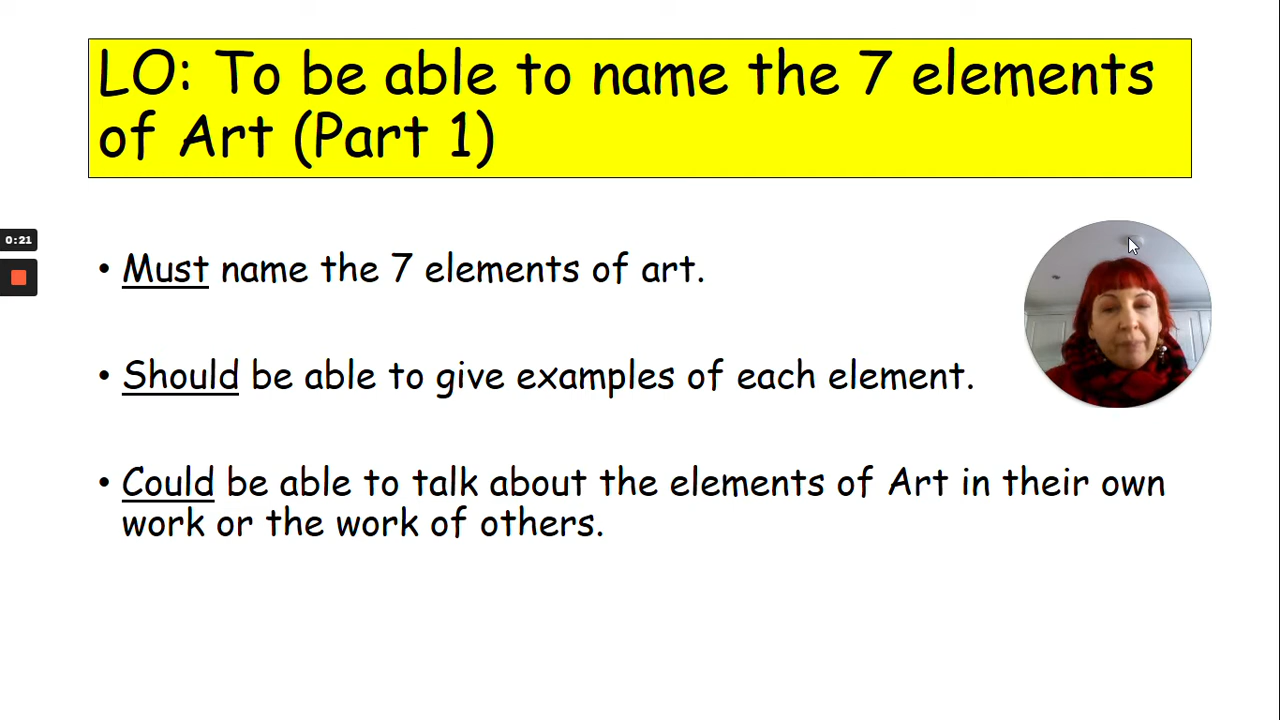 LO: To be able to name the 7 elements
of Art (Part 1)
0:21
• Must name the 7 elements of art.
• Should be able to give examples of each element.
• Could be able to talk about the elements of Art in their own
work or the work of others.